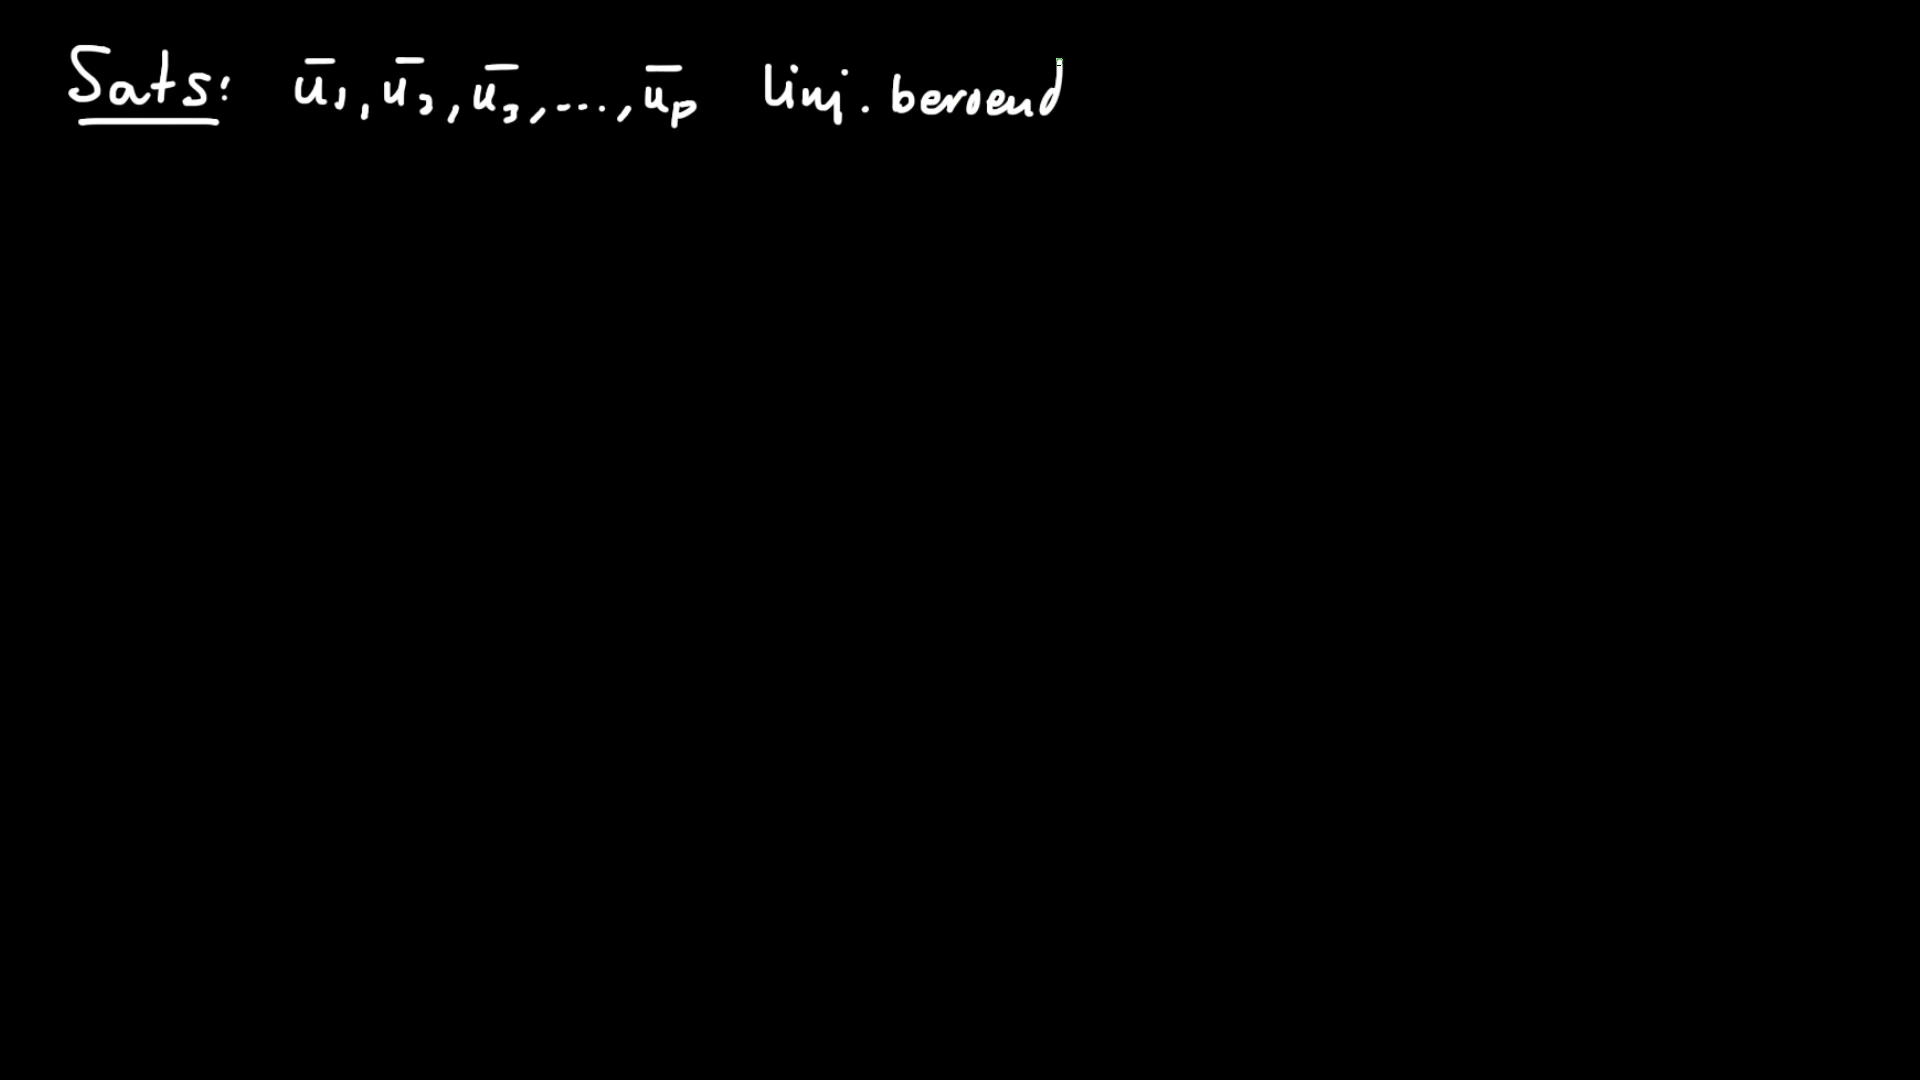 Sats: ū₁, ū₂, ū₃, ..., ūₚ linj. beroend